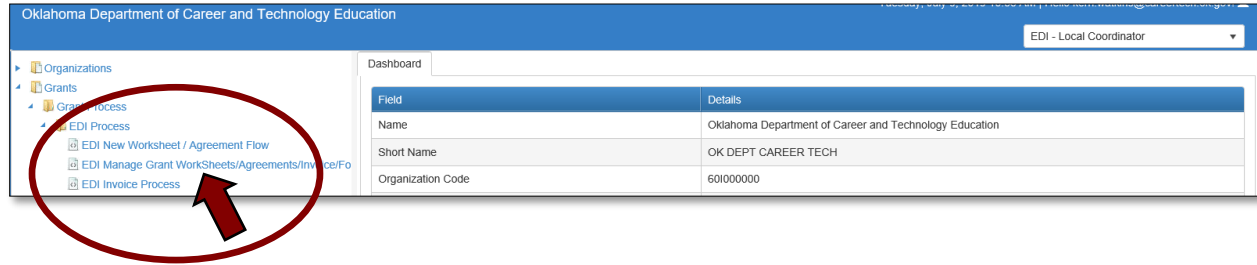 Oklahoma Department of Career and Technology Education
EDI - Local Coordinator
Organizations
Dashboard
Grants
Field Details
Grant Process
EDI Process
Name Oklahoma Department of Career and Technology Education
EDI New Worksheet / Agreement Flow
Short Name OK DEPT CAREER TECH
EDI Manage Grant WorkSheets/Agreements/Invoice/Fo
Organization Code 60I000000
EDI Invoice Process